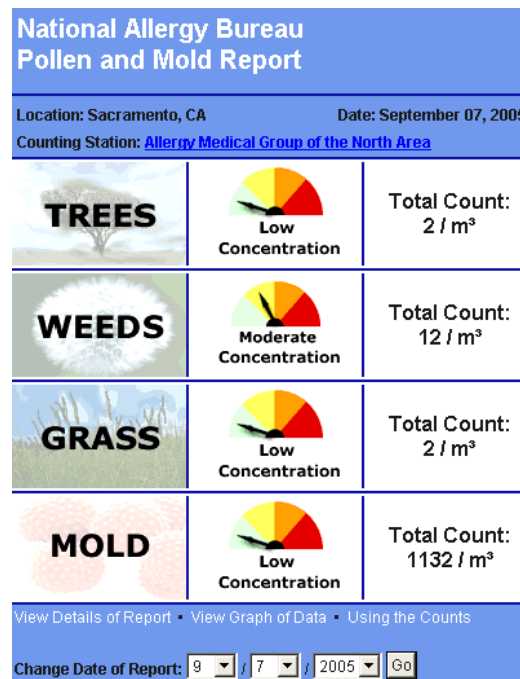 National Allergy Bureau
Pollen and Mold Report
Location: Sacramento, CA Date: September 07, 2005
Counting Station: Allergy Medical Group of the North Area
TREES
Low
Concentration
Total Count:
2 / m³
WEEDS
Moderate
Concentration
Total Count:
12 / m³
GRASS
Low
Concentration
Total Count:
2 / m³
MOLD
Low
Concentration
Total Count:
1132 / m³
View Details of Report ▪ View Graph of Data ▪ Using the Counts
Change Date of Report: 9 / 7 / 2005 Go